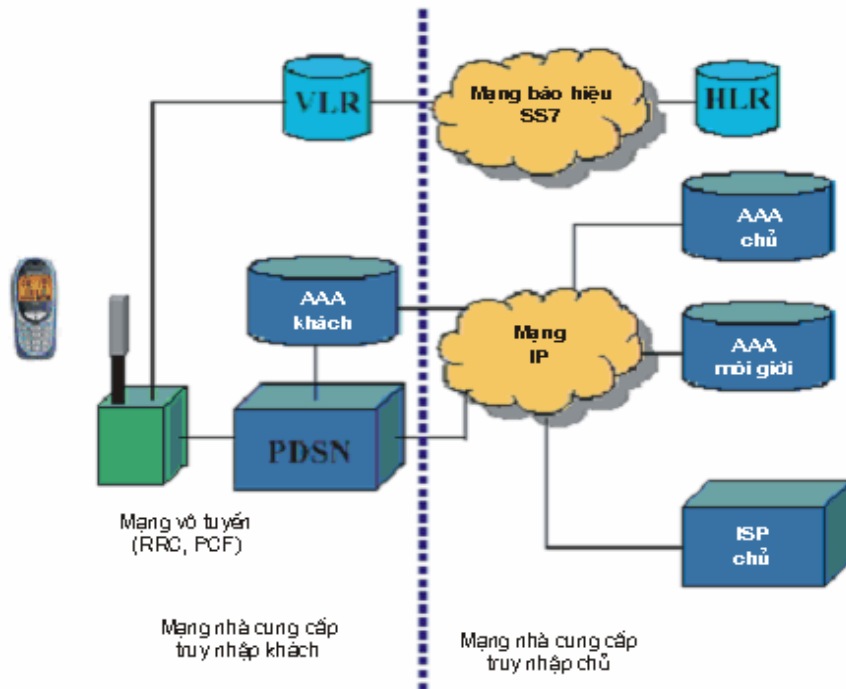 VLR
Mạng báo hiệu
SS7
HLR
AAA
chủ
AAA
khách
Mạng
IP
AAA
môi giới
PDSN
Mạng vô tuyến
(RRC, PCF)
ISP
chủ
Mạng nhà cung cấp
truy nhập khách
Mạng nhà cung cấp
truy nhập chủ